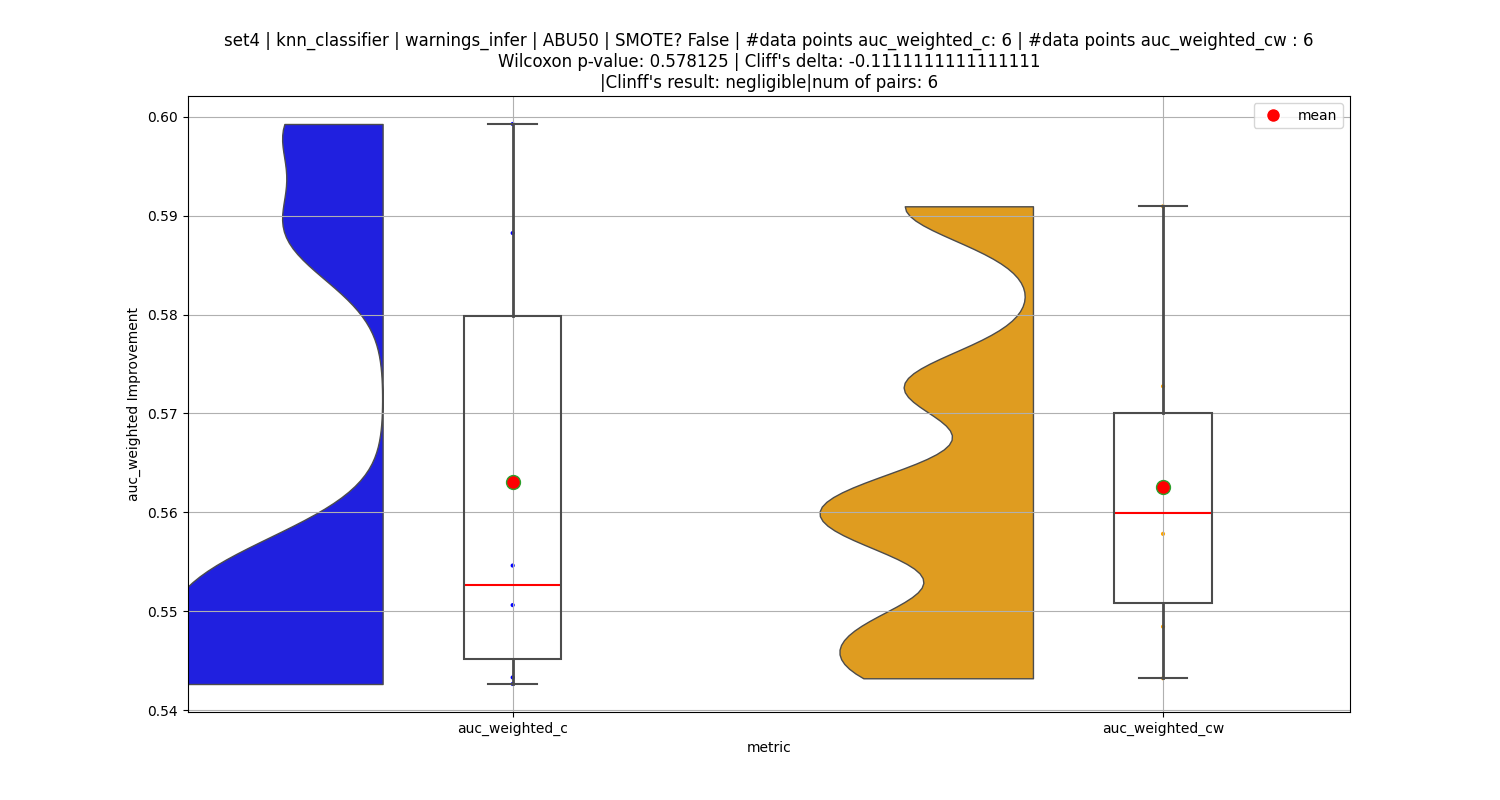 set4 | knn_classifier | warnings_infer | ABU50 | SMOTE? False | #data points auc_weighted_c: 6 | #data points auc_weighted_cw : 6
Wilcoxon p-value: 0.578125 | Cliff's delta: -0.1111111111111111
|Clinff's result: negligible|num of pairs: 6
mean
0.60
0.59
0.58
0.57
0.56
0.55
0.54
auc_weighted Improvement
auc_weighted_c
auc_weighted_cw
metric